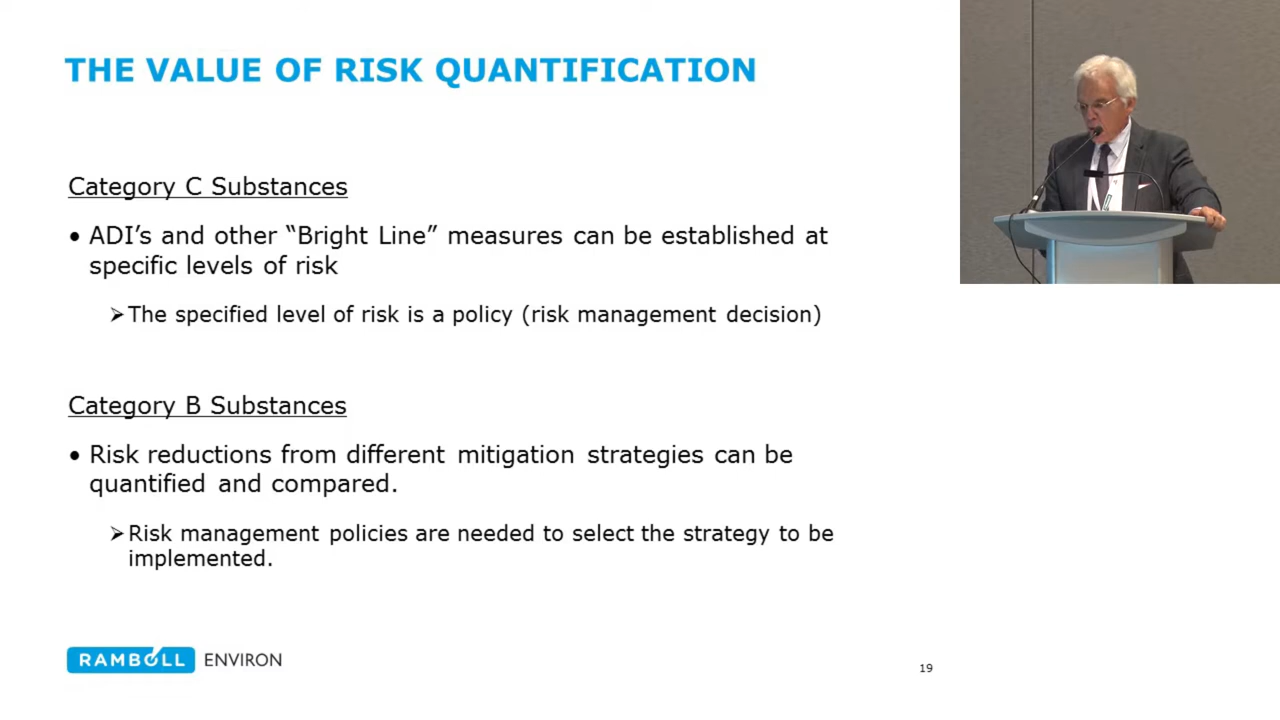 THE VALUE OF RISK QUANTIFICATION
Category C Substances
• ADI’s and other “Bright Line” measures can be established at
specific levels of risk
➢The specified level of risk is a policy (risk management decision)
Category B Substances
• Risk reductions from different mitigation strategies can be
quantified and compared.
➢Risk management policies are needed to select the strategy to be
implemented.
RAMBOLL ENVIRON
19